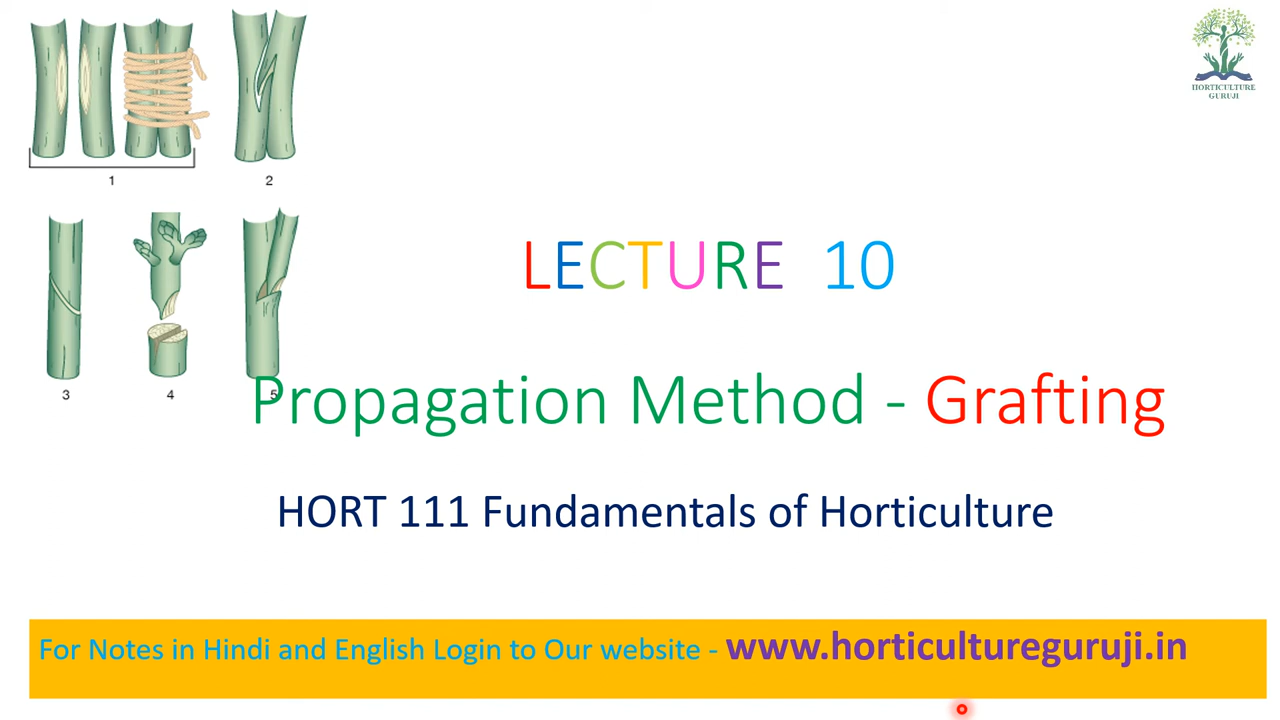 HORTICULTURE
GURUJI
1
2
3
4
5
LECTURE 10
Propagation Method - Grafting
HORT 111 Fundamentals of Horticulture
For Notes in Hindi and English Login to Our website - www.horticultureguruji.in